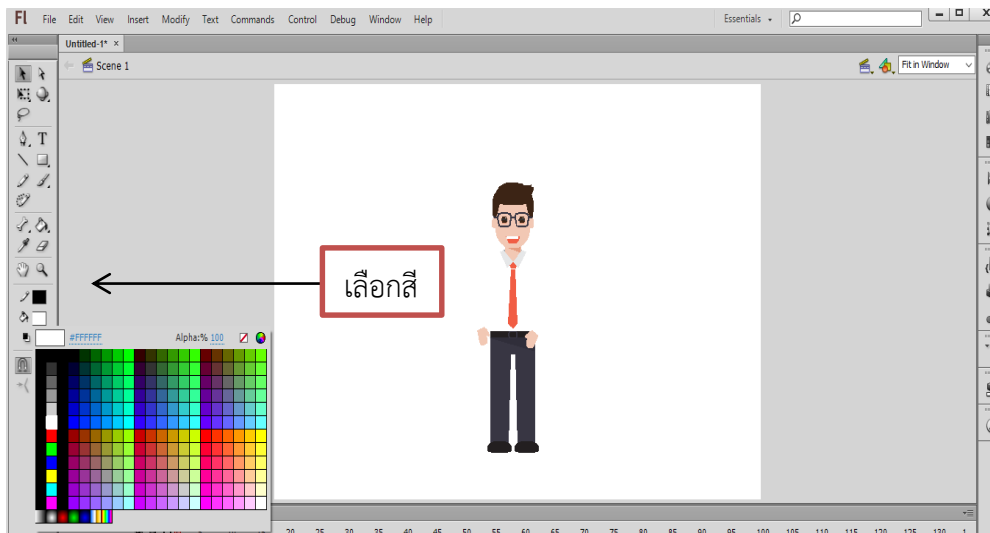 Fl File Edit View Insert Modify Text Commands Control Debug Window Help Essentials
Untitled-1* ×
Scene 1 Fit in Window
T
เลือกสี
#FFFFFF Alpha:% 100
20 25 30 35 40 45 50 55 60 65 70 75 80 85 90 95 100 105 110 115 120 125 130 1